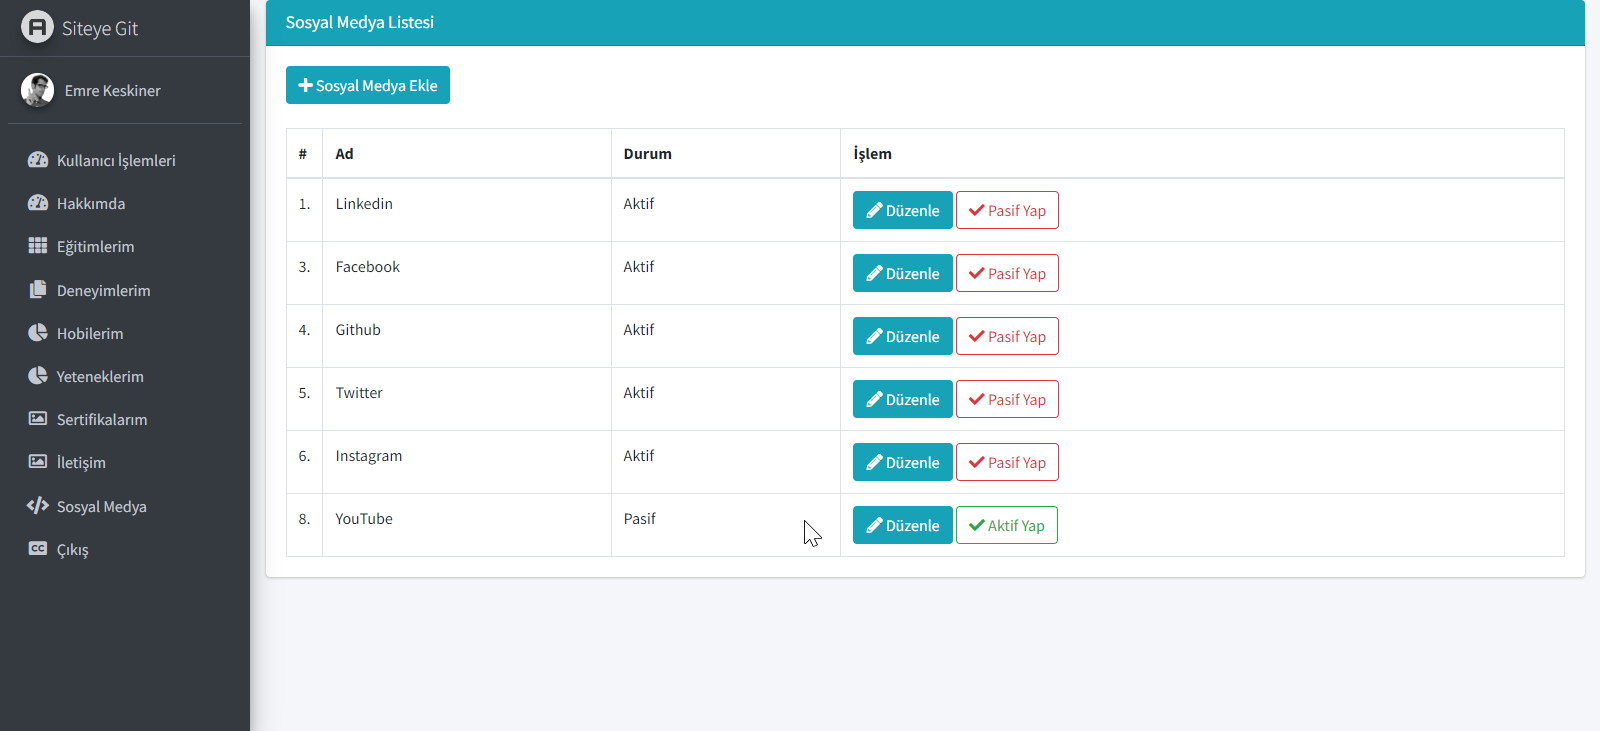 Siteye Git
Emre Keskiner
Kullanıcı İşlemleri
Hakkımda
Eğitimlerim
Deneyimlerim
Hobilerim
Yeteneklerim
Sertifikalarım
İletişim
Sosyal Medya
Çıkış
Sosyal Medya Listesi
Sosyal Medya Ekle
# Ad Durum İşlem
1. Linkedin Aktif Düzenle Pasif Yap
3. Facebook Aktif Düzenle Pasif Yap
4. Github Aktif Düzenle Pasif Yap
5. Twitter Aktif Düzenle Pasif Yap
6. Instagram Aktif Düzenle Pasif Yap
8. YouTube Pasif Düzenle Aktif Yap